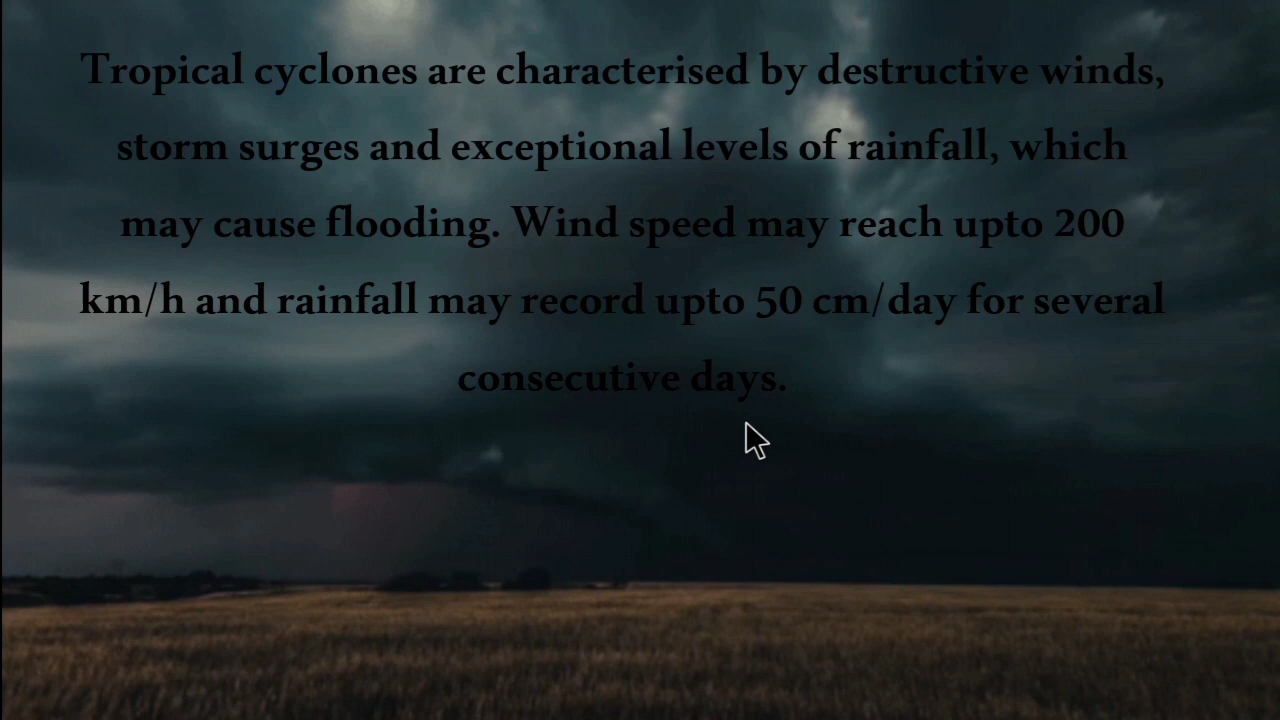 Tropical cyclones are characterised by destructive winds,
storm surges and exceptional levels of rainfall, which
may cause flooding. Wind speed may reach upto 200
km/h and rainfall may record upto 50 cm/day for several
consecutive days.